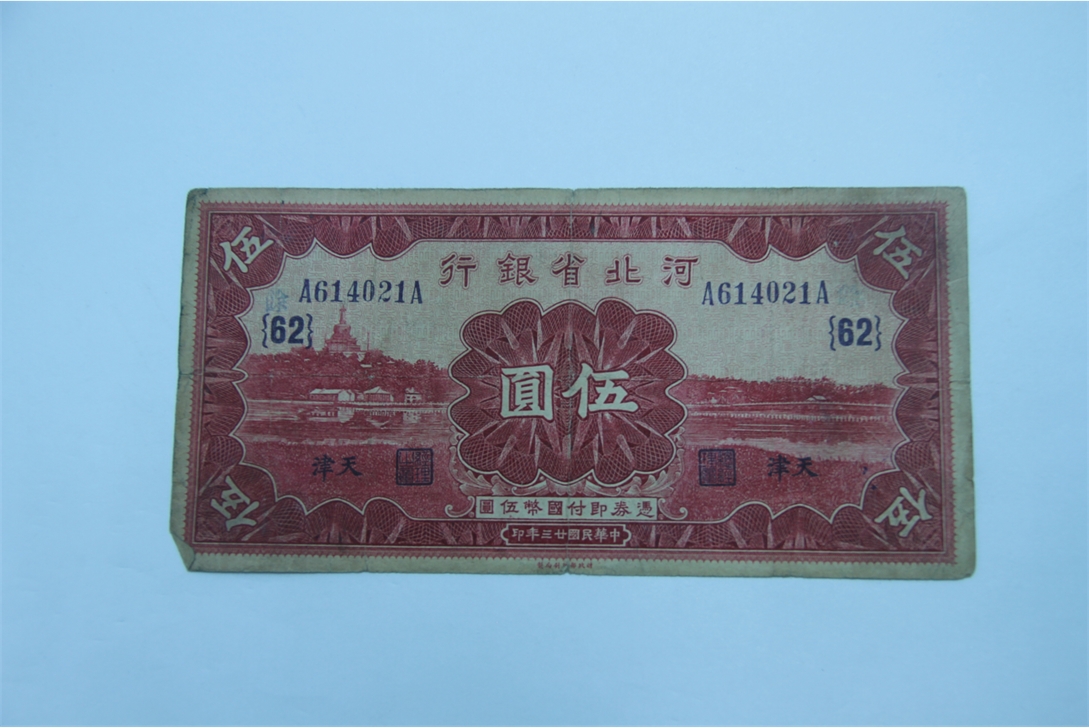 伍 伍
河北省銀行
A614021A A614021A
{62} {62}
伍圓
天津 天津
憑券即付國幣伍圓
伍 伍
中華民國廿三年印